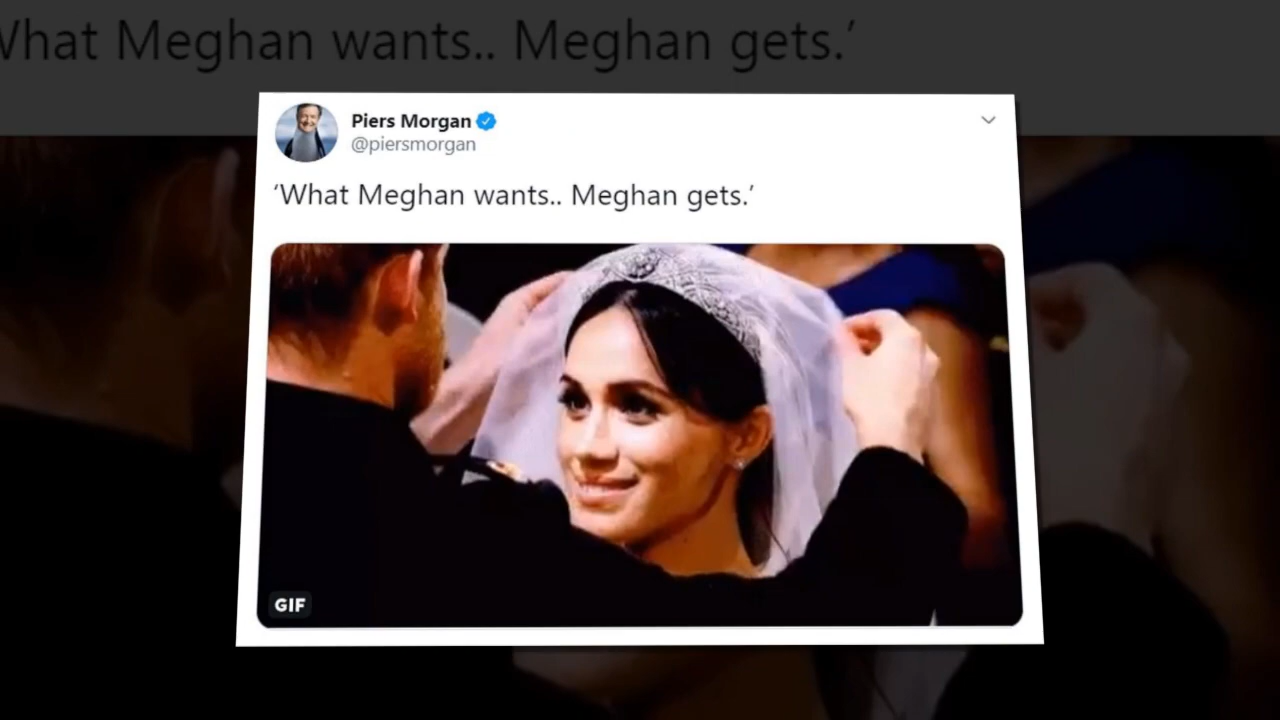 What Meghan wants.. Meghan gets.’
Piers Morgan
@piersmorgan
‘What Meghan wants.. Meghan gets.’
GIF